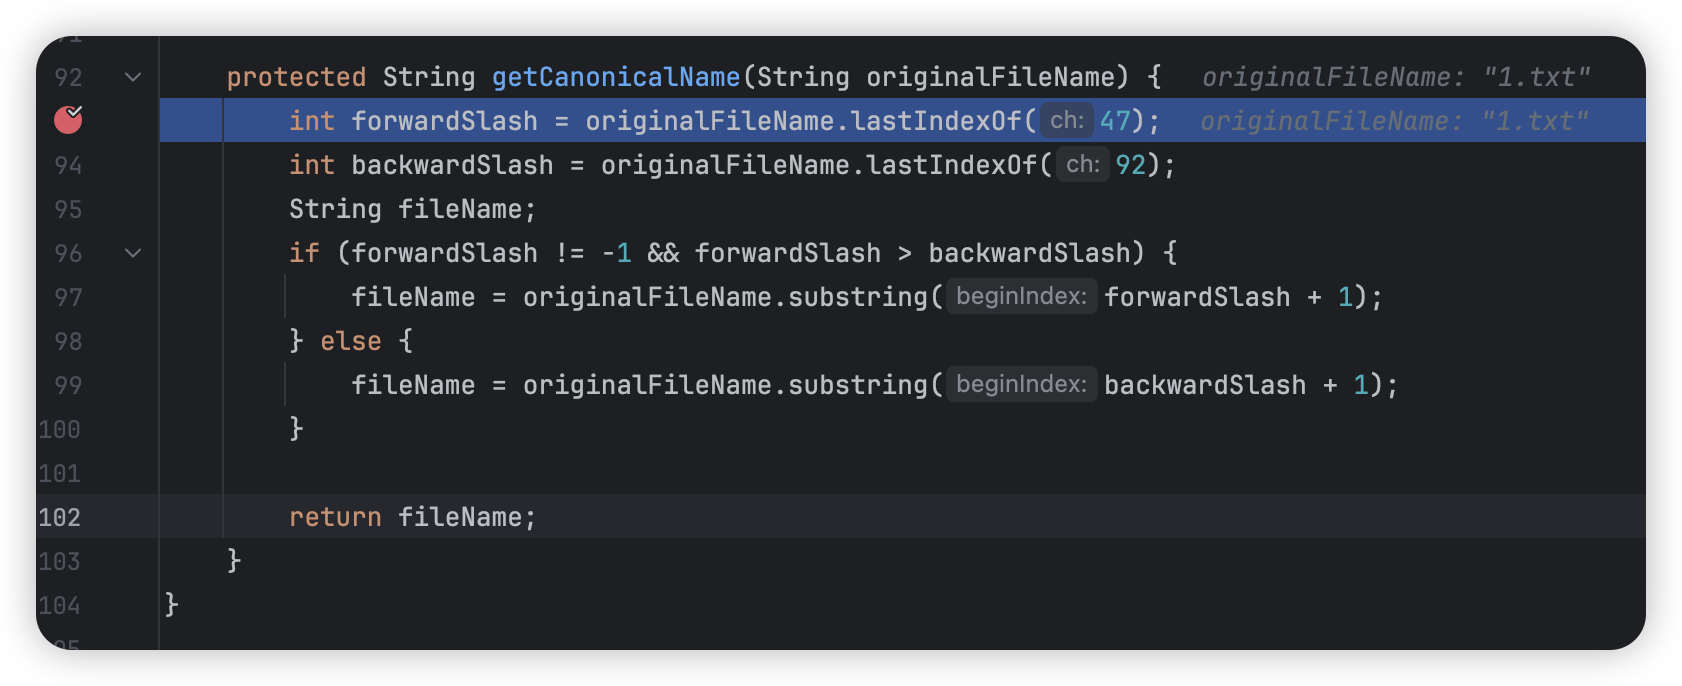 92 protected String getCanonicalName(String originalFileName) { originalFileName: "1.txt"
int forwardSlash = originalFileName.lastIndexOf( ch: 47); originalFileName: "1.txt"
94 int backwardSlash = originalFileName.lastIndexOf( ch: 92);
95 String fileName;
96 if (forwardSlash != -1 && forwardSlash > backwardSlash) {
97 fileName = originalFileName.substring( beginIndex: forwardSlash + 1);
98 } else {
99 fileName = originalFileName.substring( beginIndex: backwardSlash + 1);
100 }
101
102 return fileName;
103 }
104 }